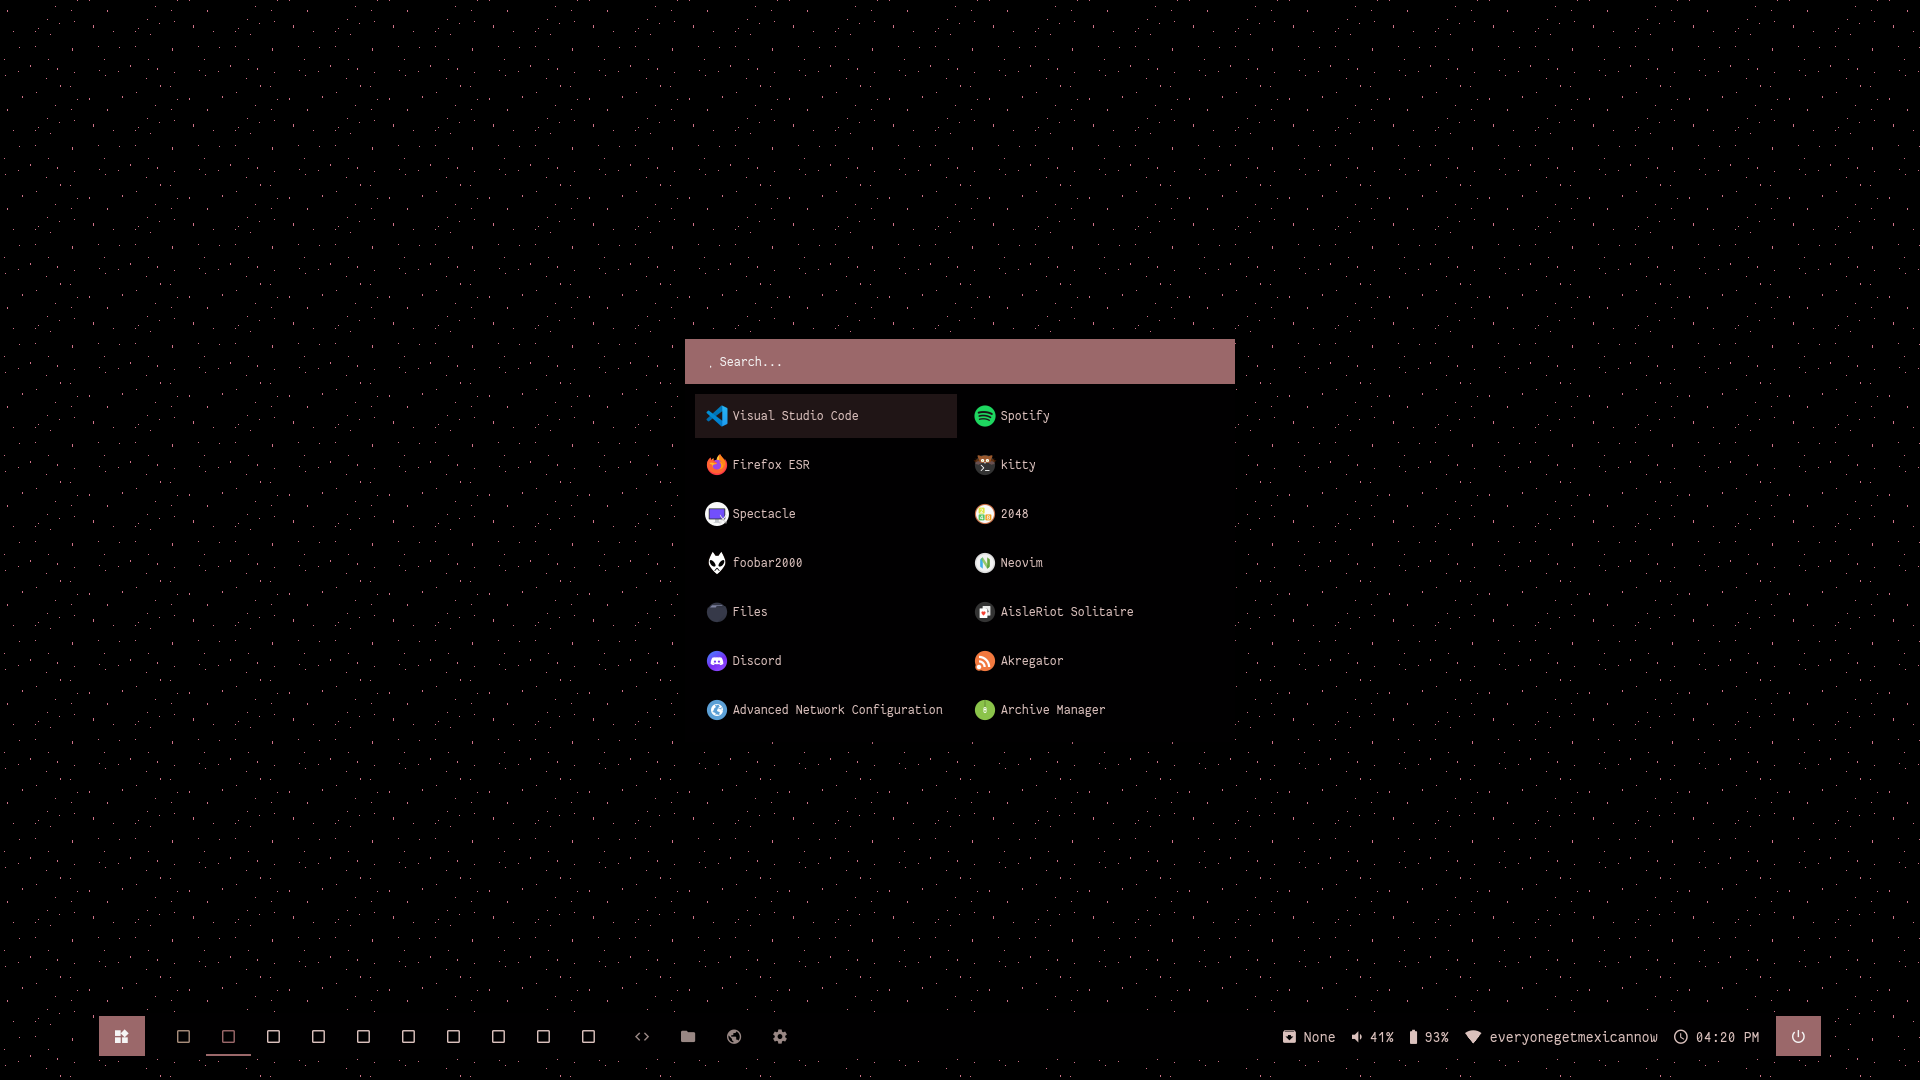 Search...
Visual Studio Code
Spotify
Firefox ESR
kitty
Spectacle
2048
foobar2000
Neovim
Files
AisleRiot Solitaire
Discord
Akregator
Advanced Network Configuration
Archive Manager
None 41% 93% everyonegetmexicannow 04:20 PM